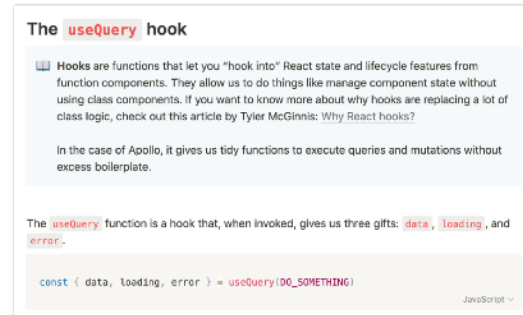 The useQuery hook
Hooks are functions that let you “hook into” React state and lifecycle features from
function components. They allow us to do things like manage component state without
using class components. If you want to know more about why hooks are replacing a lot of
class logic, check out this article by Tyler McGinnis: Why React hooks?
In the case of Apollo, it gives us tidy functions to execute queries and mutations without
excess boilerplate.
The useQuery function is a hook that, when invoked, gives us three gifts: data, loading, and
error.
const { data, loading, error } = useQuery(DO_SOMETHING)
JavaScript